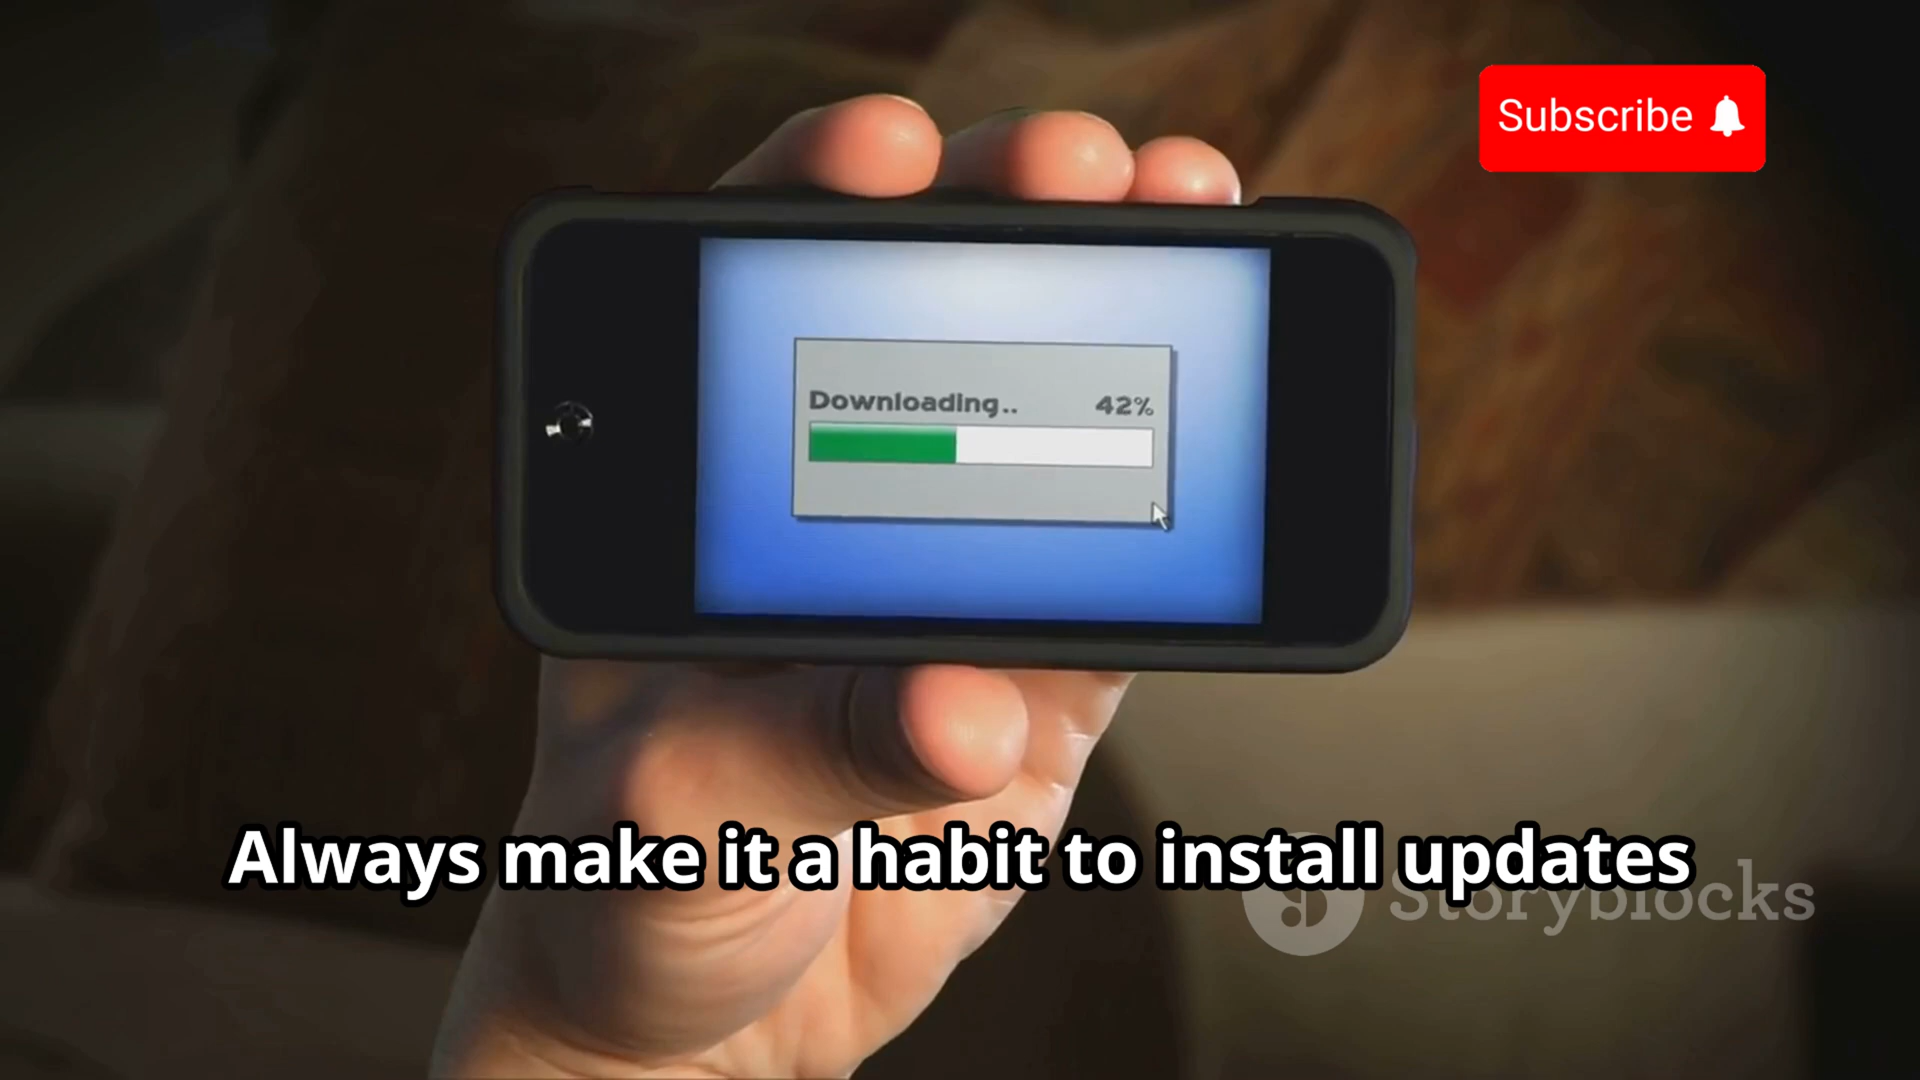 Subscribe
Downloading.. 42%
Always make it a habit to install updates
Storyblocks